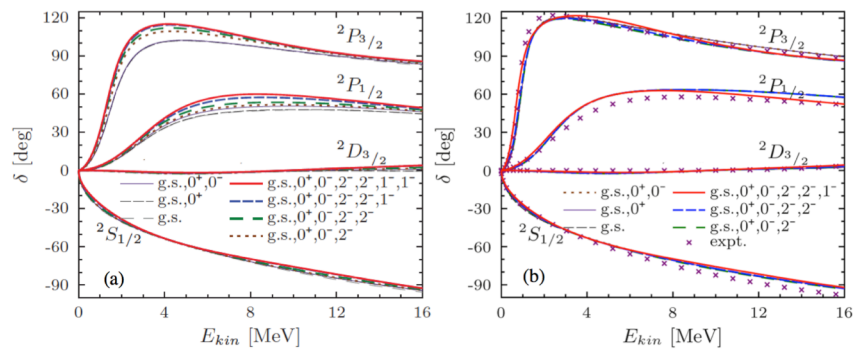 120
90
60
30
0
-30
-60
-90
δ [deg]
²P₃/₂
²P₁/₂
²D₃/₂
²S₁/₂
g.s.,0⁺,0⁻
g.s.,0⁺
g.s.
g.s.,0⁺,0⁻,2⁻,2⁻,1⁻,1⁻
g.s.,0⁺,0⁻,2⁻,2⁻,1⁻
g.s.,0⁺,0⁻,2⁻,2⁻
g.s.,0⁺,0⁻,2⁻
(a)
0 4 8 12 16
E_kin [MeV]
120
90
60
30
0
-30
-60
-90
δ [deg]
²P₃/₂
²P₁/₂
²D₃/₂
²S₁/₂
g.s.,0⁺,0⁻
g.s.,0⁺
g.s.
g.s.,0⁺,0⁻,2⁻,2⁻,1⁻
g.s.,0⁺,0⁻,2⁻,2⁻
g.s.,0⁺,0⁻,2⁻
expt.
(b)
0 4 8 12 16
E_kin [MeV]